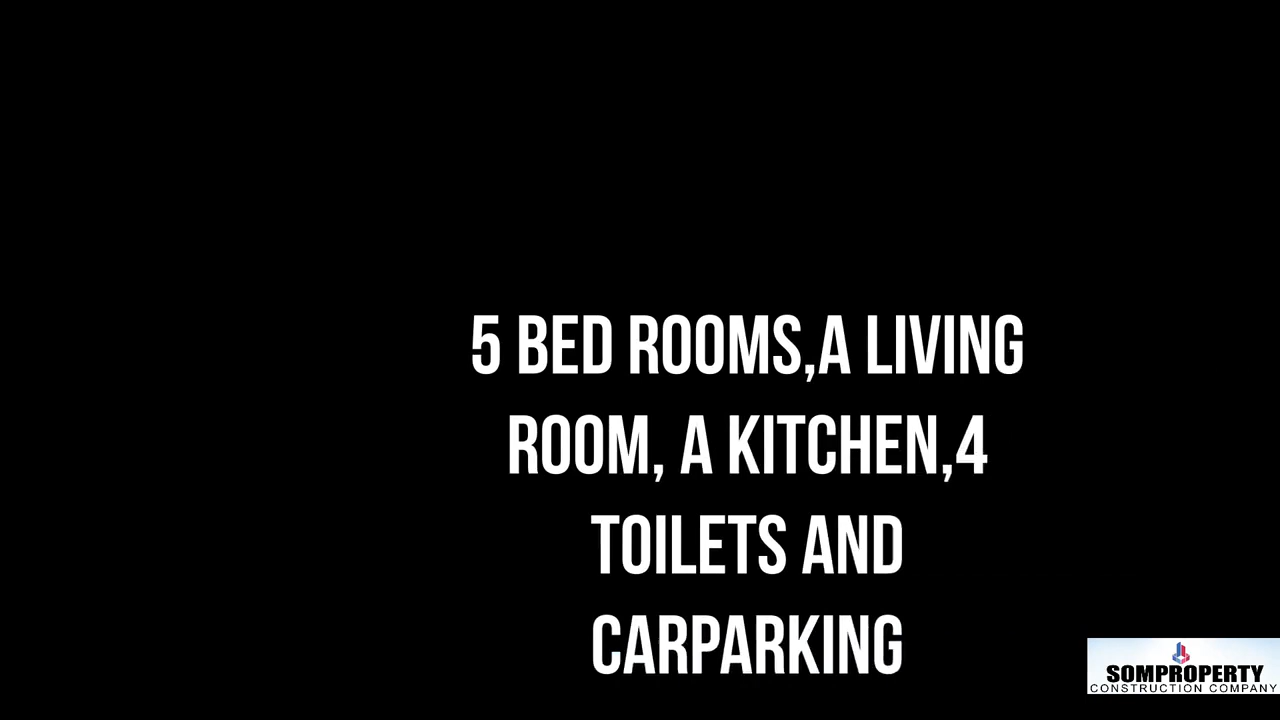 5 BED ROOMS,A LIVING
ROOM, A KITCHEN,4
TOILETS AND
CARPARKING
SOMPROPERTY
CONSTRUCTION COMPANY